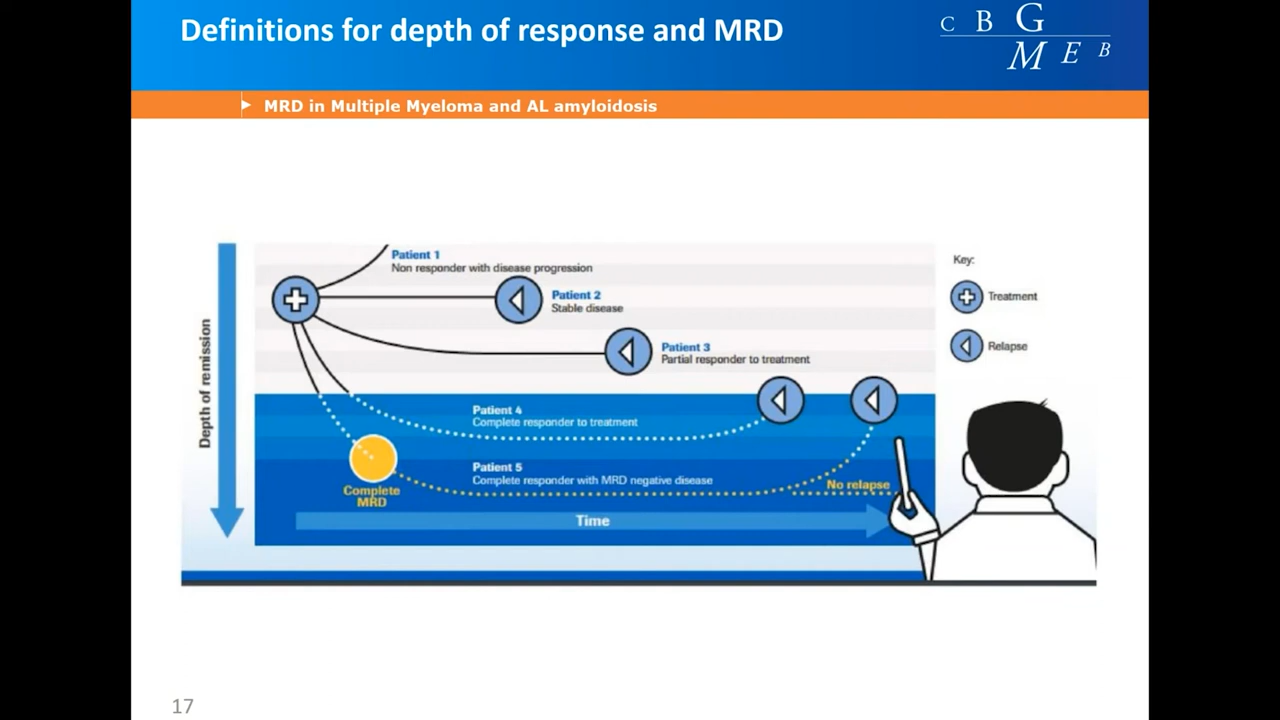 Definitions for depth of response and MRD
C B G
M E B
MRD in Multiple Myeloma and AL amyloidosis
Depth of remission
Patient 1
Non responder with disease progression
Patient 2
Stable disease
Patient 3
Partial responder to treatment
Patient 4
Complete responder to treatment
Patient 5
Complete responder with MRD negative disease
Complete
MRD
No relapse
Time
Key:
Treatment
Relapse
17